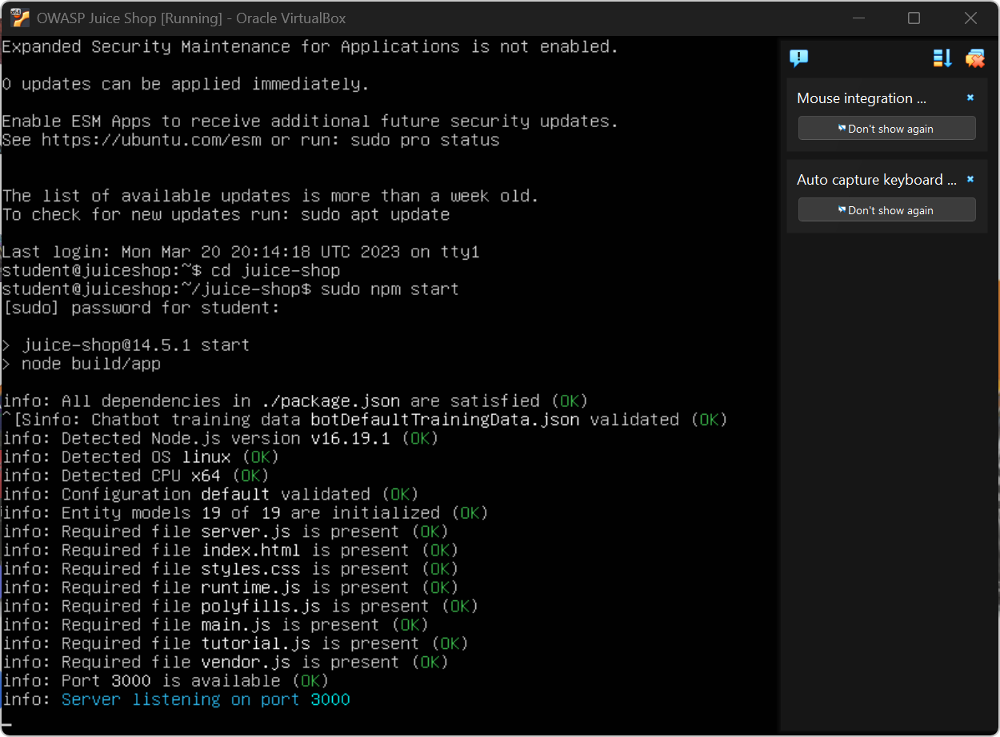 OWASP Juice Shop [Running] - Oracle VirtualBox
Expanded Security Maintenance for Applications is not enabled.
0 updates can be applied immediately.
Enable ESM Apps to receive additional future security updates.
See https://ubuntu.com/esm or run: sudo pro status
The list of available updates is more than a week old.
To check for new updates run: sudo apt update
Last login: Mon Mar 20 20:14:18 UTC 2023 on tty1
student@juiceshop:~$ cd juice-shop
student@juiceshop:~/juice-shop$ sudo npm start
[sudo] password for student:
> juice-shop@14.5.1 start
> node build/app
info: All dependencies in ./package.json are satisfied (OK)
^[Sinfo: Chatbot training data botDefaultTrainingData.json validated (OK)
info: Detected Node.js version v16.19.1 (OK)
info: Detected OS linux (OK)
info: Detected CPU x64 (OK)
info: Configuration default validated (OK)
info: Entity models 19 of 19 are initialized (OK)
info: Required file server.js is present (OK)
info: Required file index.html is present (OK)
info: Required file styles.css is present (OK)
info: Required file runtime.js is present (OK)
info: Required file polyfills.js is present (OK)
info: Required file main.js is present (OK)
info: Required file tutorial.js is present (OK)
info: Required file vendor.js is present (OK)
info: Port 3000 is available (OK)
info: Server listening on port 3000
Mouse integration ...
Don't show again
Auto capture keyboard ...
Don't show again